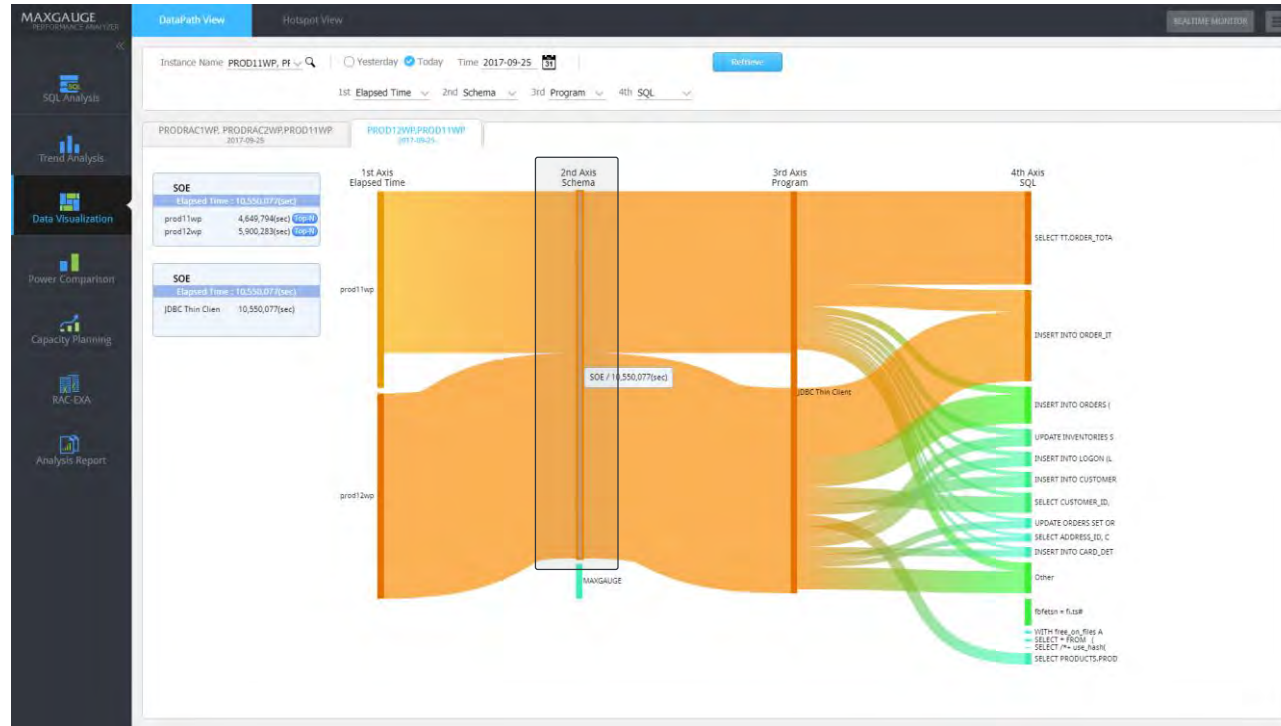 MAXGAUGE
PERFORMANCE ANALYZER
DataPath View
Hotspot View
REALTIME MONITOR
SQL Analysis
Trend Analysis
Data Visualization
Power Comparison
Capacity Planning
RAC-EXA
Analysis Report
Instance Name PROD11WP, PF Yesterday Today Time 2017-09-25 31 Retrieve
1st Elapsed Time 2nd Schema 3rd Program 4th SQL
PRODRAC1WP, PRODRAC2WP,PROD11WP
2017-09-25
PROD12WP,PROD11WP
2017-09-25
SOE
Elapsed Time : 10,550,077(sec)
prod11wp 4,649,794(sec) Top-N
prod12wp 5,900,283(sec) Top-N
SOE
Elapsed Time : 10,550,077(sec)
JDBC Thin Clien 10,550,077(sec)
1st Axis
Elapsed Time
2nd Axis
Schema
3rd Axis
Program
4th Axis
SQL
prod11wp
prod12wp
SOE / 10,550,077(sec)
MAXGAUGE
JDBC Thin Client
SELECT TT.ORDER_TOTA
INSERT INTO ORDER_IT
INSERT INTO ORDERS (
UPDATE INVENTORIES S
INSERT INTO LOGON (L
INSERT INTO CUSTOMER
SELECT CUSTOMER_ID,
UPDATE ORDERS SET OR
SELECT ADDRESS_ID, C
INSERT INTO CARD_DET
Other
fbfetsn = fi.ts#
WITH free_on_files A
SELECT * FROM (
SELECT /*+ use_hash(
SELECT PRODUCTS.PROD